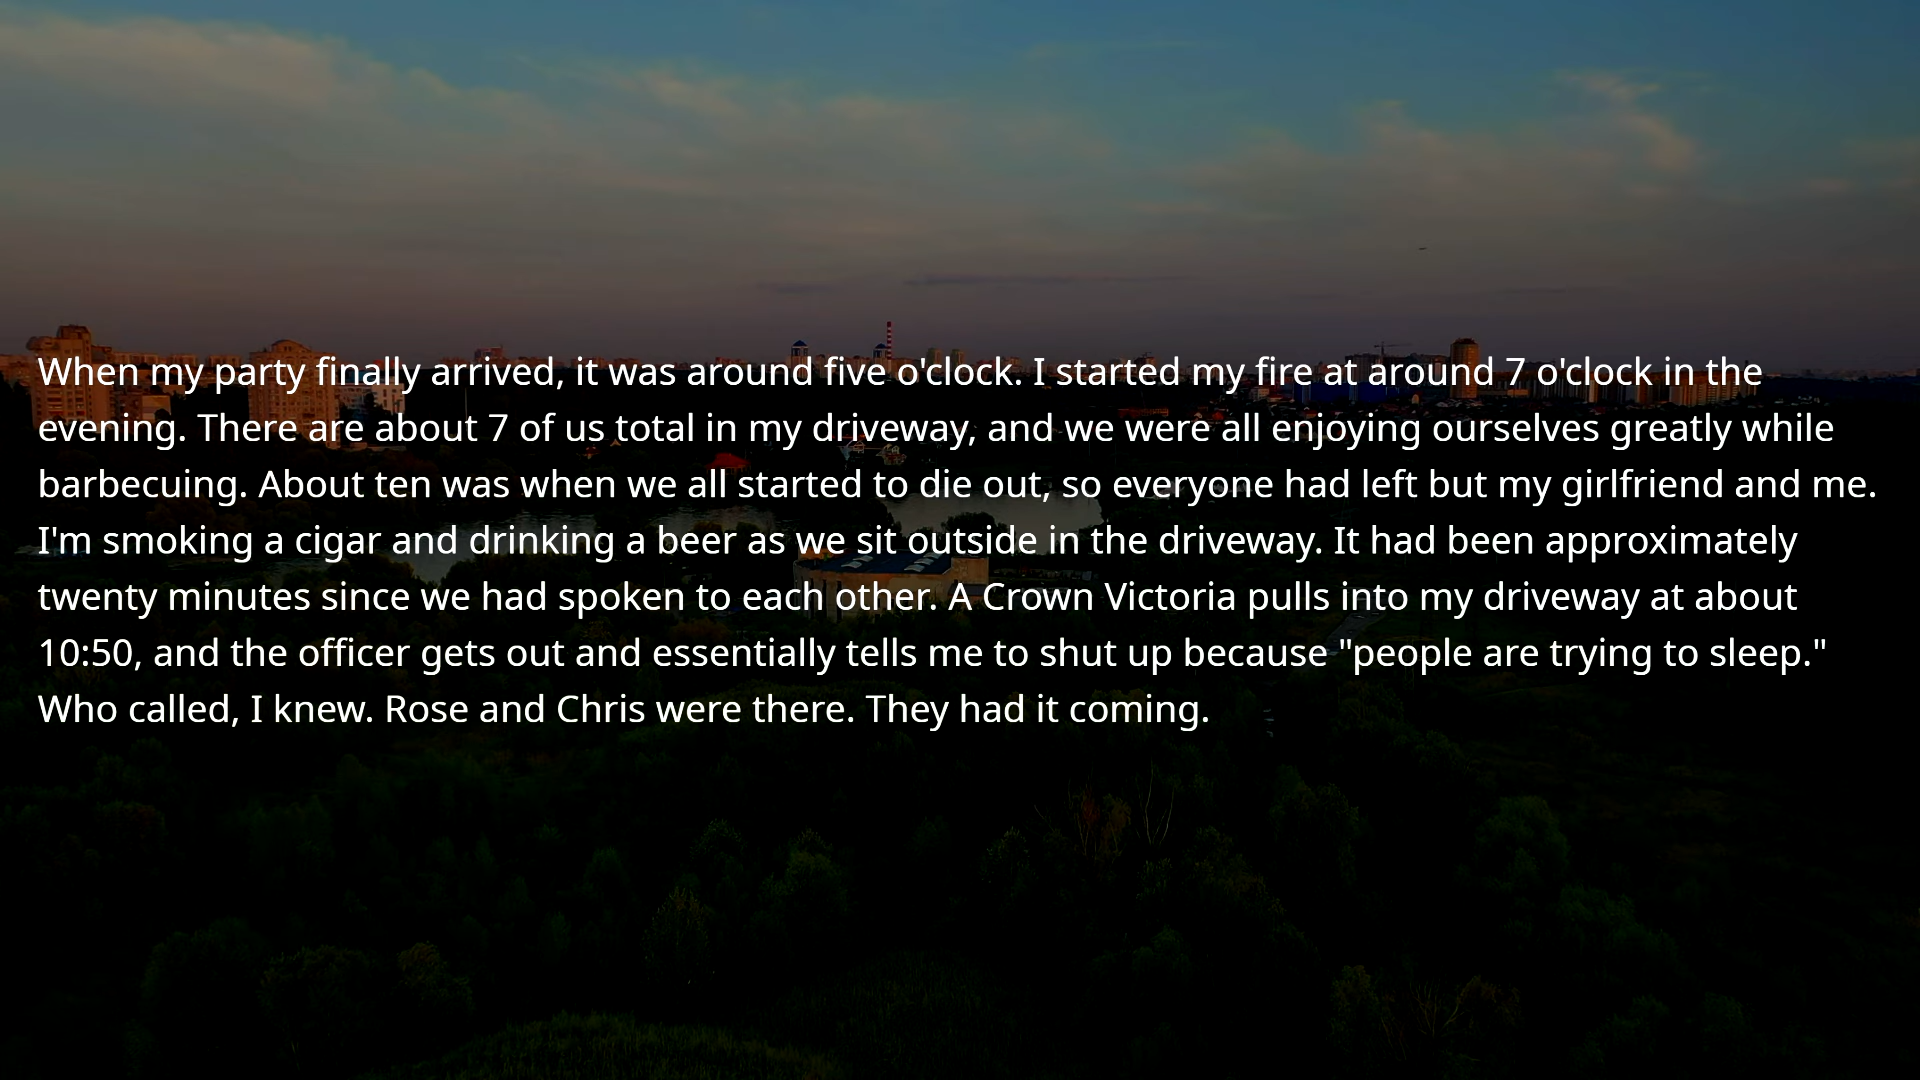 When my party finally arrived, it was around five o'clock. I started my fire at around 7 o'clock in the
evening. There are about 7 of us total in my driveway, and we were all enjoying ourselves greatly while
barbecuing. About ten was when we all started to die out, so everyone had left but my girlfriend and me.
I'm smoking a cigar and drinking a beer as we sit outside in the driveway. It had been approximately
twenty minutes since we had spoken to each other. A Crown Victoria pulls into my driveway at about
10:50, and the officer gets out and essentially tells me to shut up because "people are trying to sleep."
Who called, I knew. Rose and Chris were there. They had it coming.